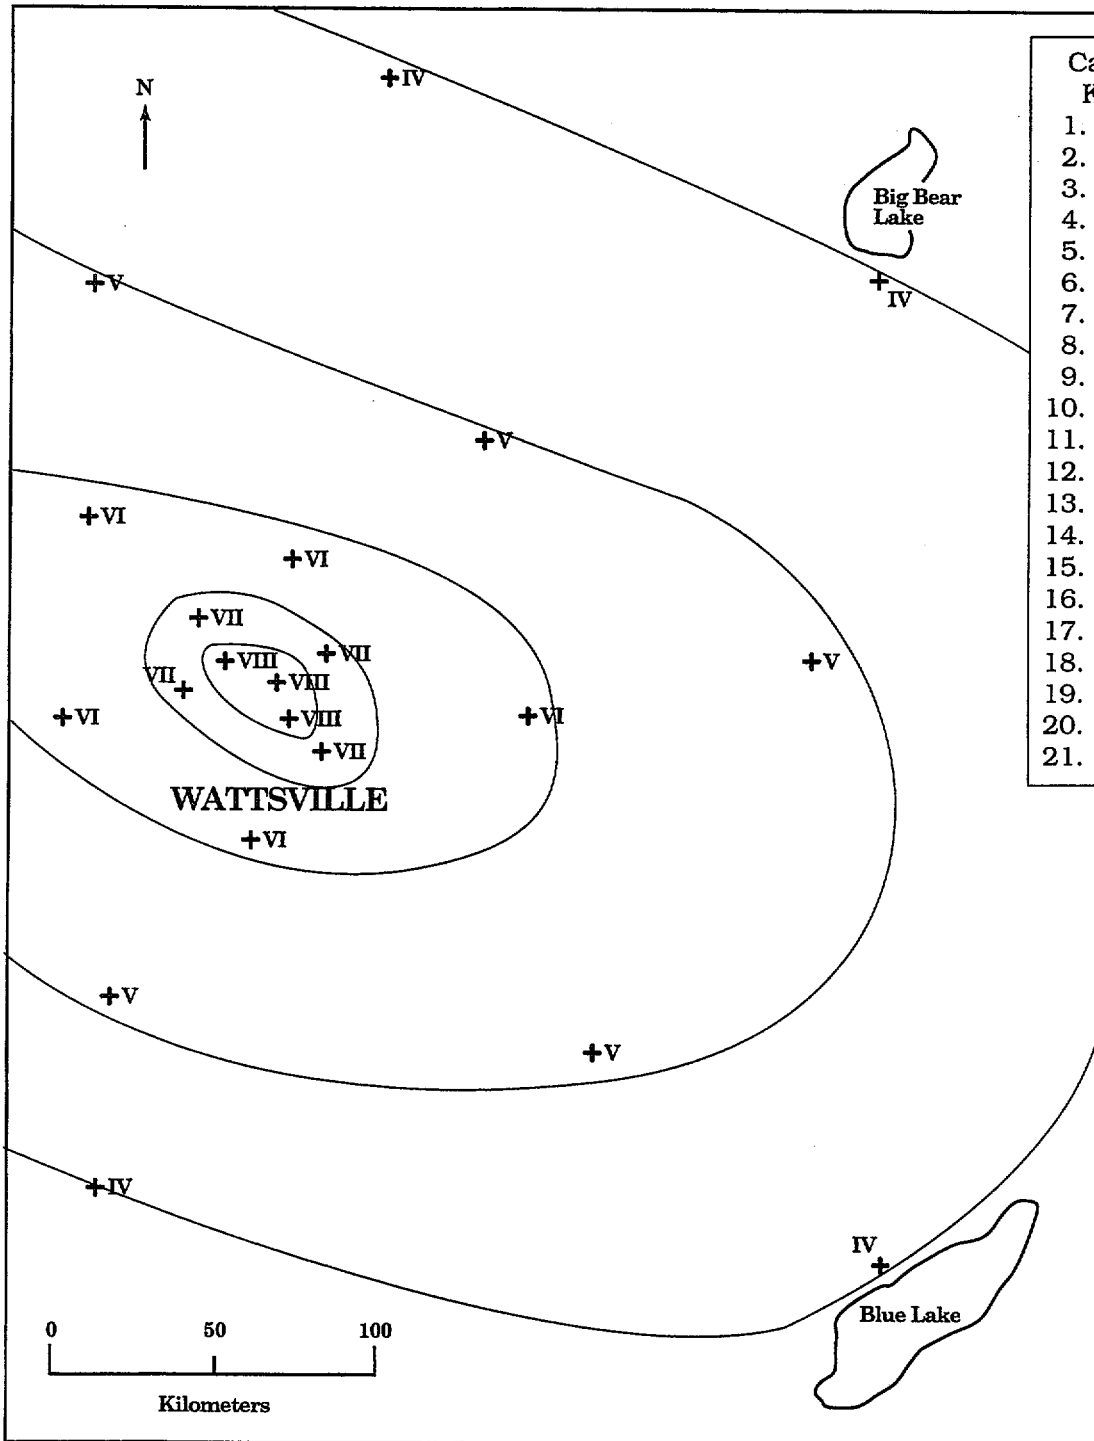 N
IV
Ca
K
1.
2.
3.
4.
5.
6.
7.
8.
9.
10.
11.
12.
13.
14.
15.
16.
17.
18.
19.
20.
21.
Big Bear
Lake
IV
V
V
VI
VI
VII
VII
VIII
VII
VIII
V
VI
VIII
VI
VII
WATTSVILLE
VI
V
V
IV
IV
Blue Lake
0 50 100
Kilometers